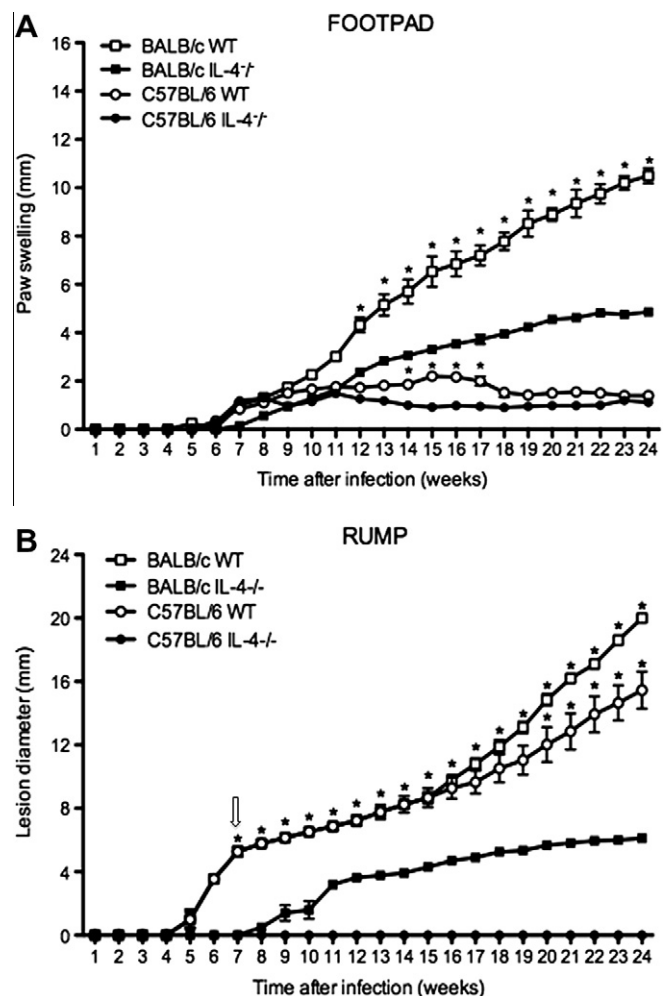 A
FOOTPAD
BALB/c WT
BALB/c IL-4-/-
C57BL/6 WT
C57BL/6 IL-4-/-
Paw swelling (mm)
16
14
12
10
8
6
4
2
0
* * * * * * * * * * * * *
* * * *
1 2 3 4 5 6 7 8 9 10 11 12 13 14 15 16 17 18 19 20 21 22 23 24
Time after infection (weeks)
B
RUMP
BALB/c WT
BALB/c IL-4-/-
C57BL/6 WT
C57BL/6 IL-4-/-
Lesion diameter (mm)
24
20
16
12
8
4
0
* * * * * * * * * * * * * * * * * *
* * * * *
1 2 3 4 5 6 7 8 9 10 11 12 13 14 15 16 17 18 19 20 21 22 23 24
Time after infection (weeks)